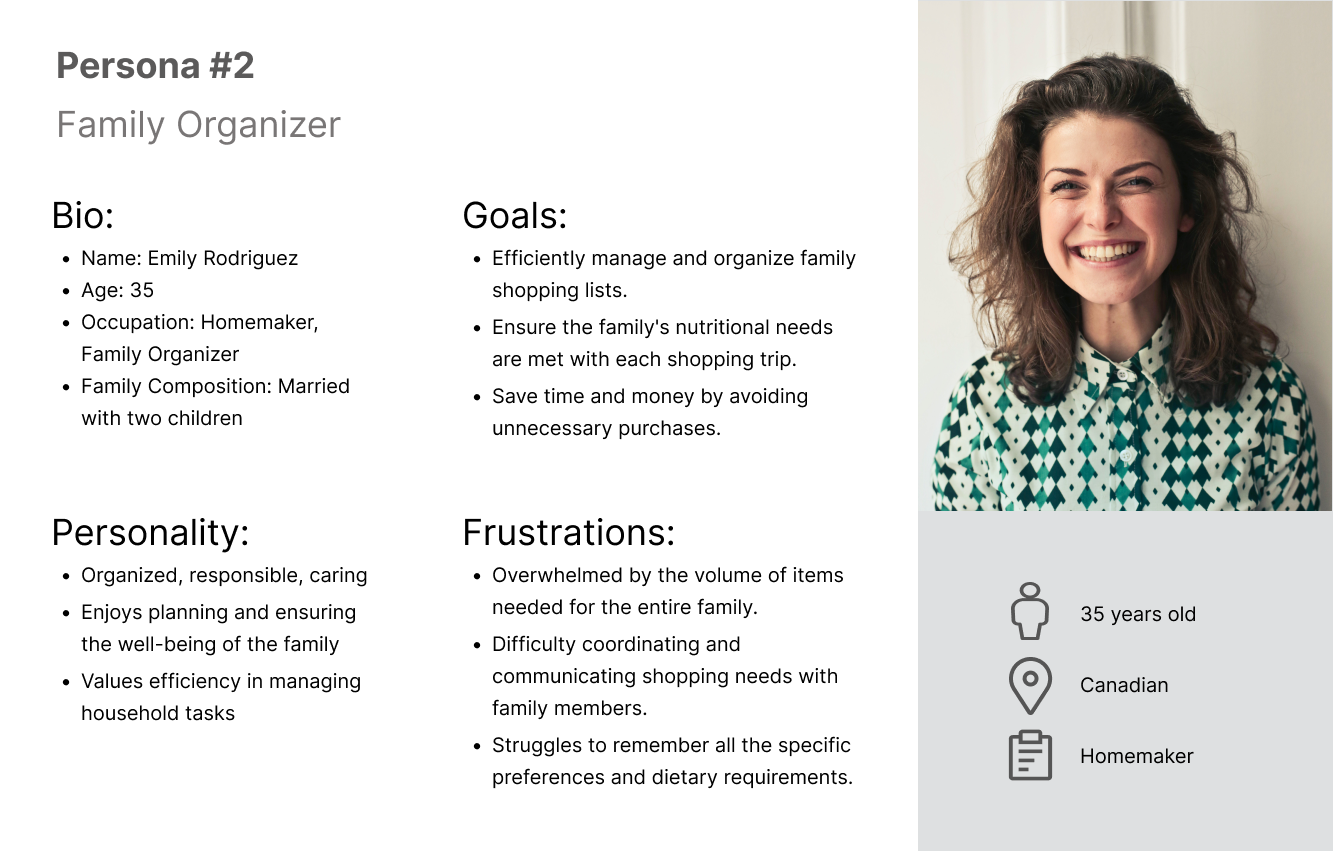 Persona #2
Family Organizer
Bio:
• Name: Emily Rodriguez
• Age: 35
• Occupation: Homemaker,
Family Organizer
• Family Composition: Married
with two children
Goals:
• Efficiently manage and organize family
shopping lists.
• Ensure the family's nutritional needs
are met with each shopping trip.
• Save time and money by avoiding
unnecessary purchases.
Personality:
• Organized, responsible, caring
• Enjoys planning and ensuring
the well-being of the family
• Values efficiency in managing
household tasks
Frustrations:
• Overwhelmed by the volume of items
needed for the entire family.
• Difficulty coordinating and
communicating shopping needs with
family members.
• Struggles to remember all the specific
preferences and dietary requirements.
35 years old
Canadian
Homemaker